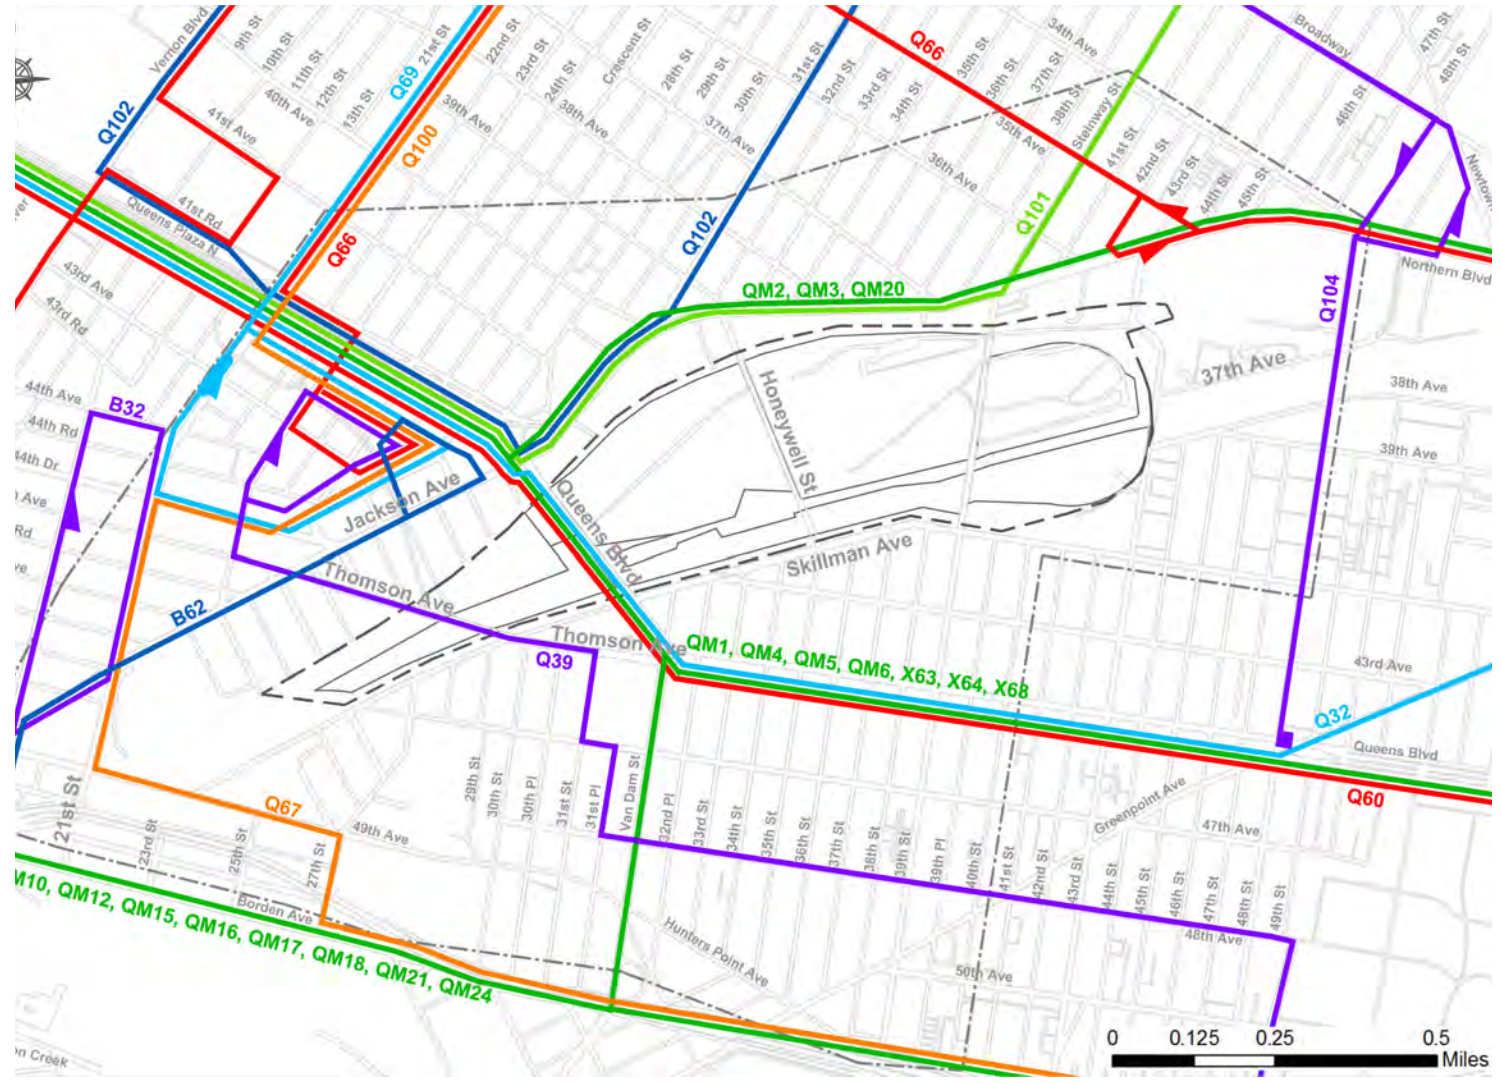 Vernon Blvd
9th St
10th St
11th St
12th St
13th St
40th Ave
41st Ave
Q102
Q69
21st St
Q100
22nd St
23rd St
24th St
39th Ave
38th Ave
Crescent St
28th St
29th St
30th St
31st St
37th Ave
32nd St
33rd St
34th St
Q66
35th St
36th St
37th St
38th St
34th Ave
35th Ave
36th Ave
Steinway St
41st St
42nd St
43rd St
44th St
45th St
46th St
Broadway
47th St
48th St
Newtown
41st Rd
Queens Plaza N
Q66
Q102
Q101
QM2, QM3, QM20
Q104
Northern Blvd
43rd Ave
43rd Rd
37th Ave
38th Ave
39th Ave
Honeywell St
44th Ave
44th Rd
44th Dr
B32
Ave
Rd
Jackson Ave
Queens Blvd
Skillman Ave
Thomson Ave
B62
Thomson Ave
Q39
QM1, QM4, QM5, QM6, X63, X64, X68
43rd Ave
Q32
Queens Blvd
Q60
Greenpoint Ave
47th Ave
21st St
Q67
23rd St
25th St
27th St
49th Ave
Borden Ave
29th St
30th St
30th Pl
31st St
31st Pl
Van Dam St
32nd Pl
33rd St
34th St
35th St
36th St
37th St
38th St
39th St
39th Pl
40th St
41st St
42nd St
43rd St
44th St
45th St
46th St
47th St
48th St
49th St
48th Ave
50th Ave
Hunters Point Ave
M10, QM12, QM15, QM16, QM17, QM18, QM21, QM24
on Creek
0 0.125 0.25 0.5
Miles